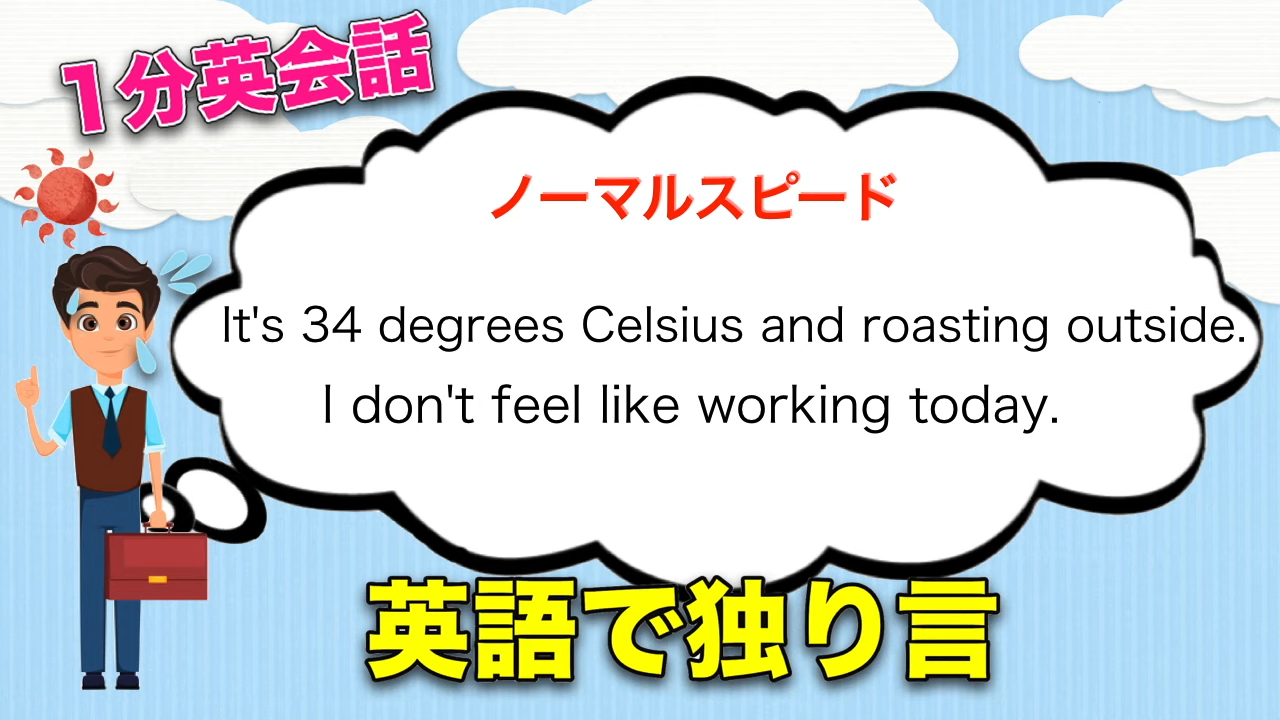 1分英会話
ノーマルスピード
It's 34 degrees Celsius and roasting outside.
I don't feel like working today.
英語で独り言